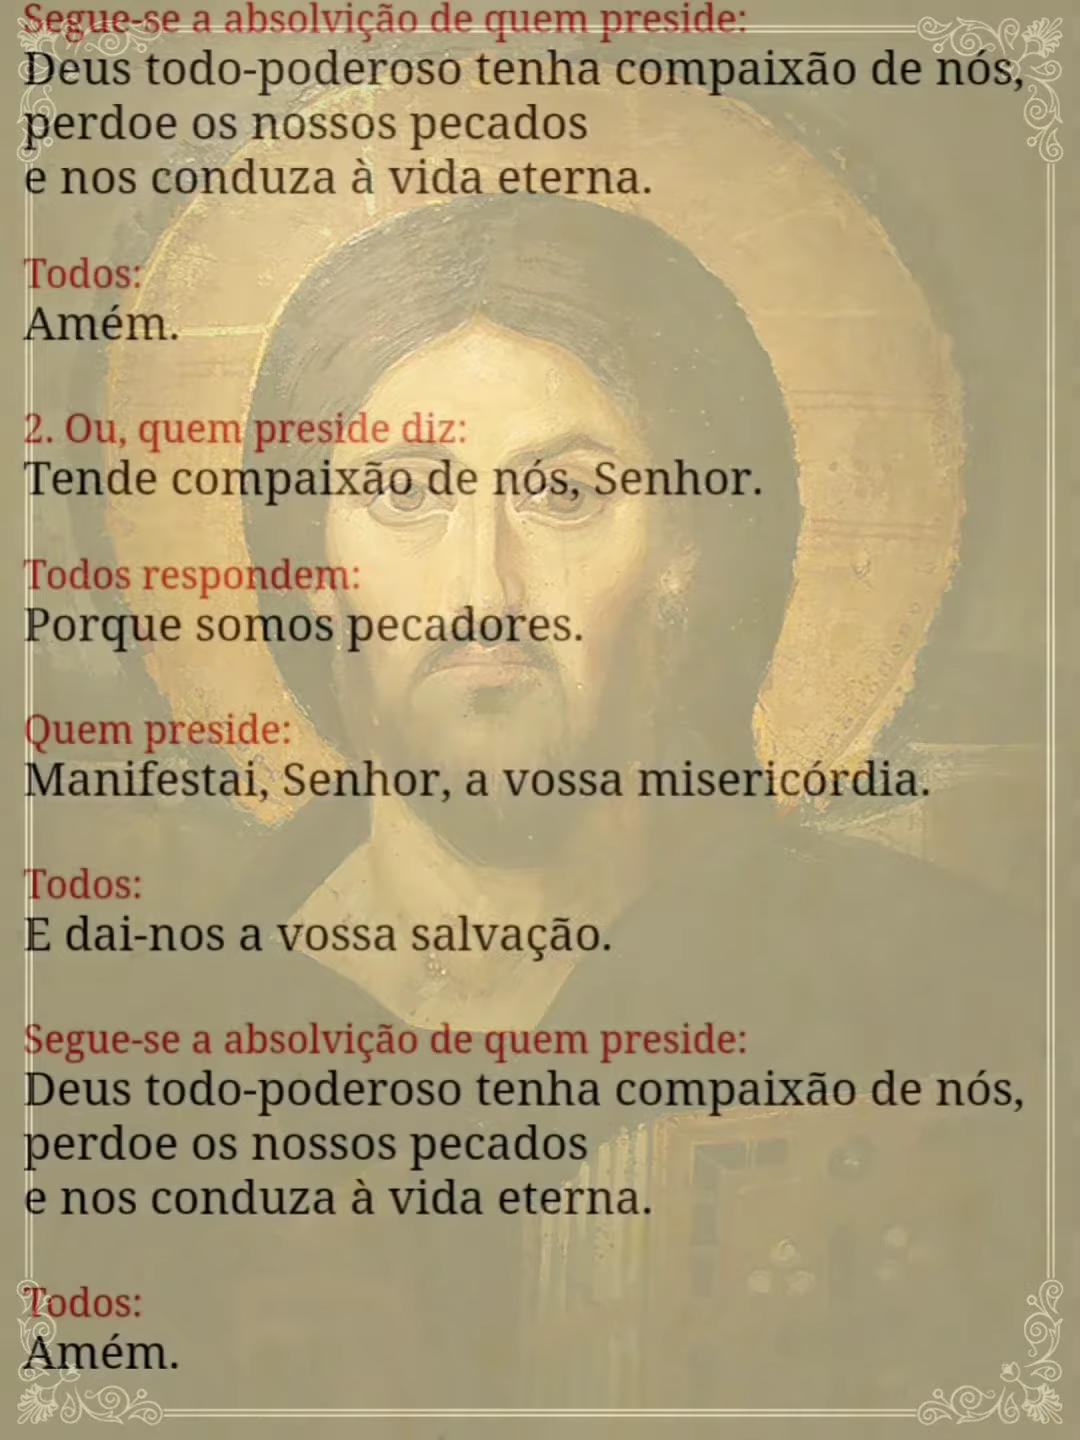 Segue-se a absolvição de quem preside:
Deus todo-poderoso tenha compaixão de nós,
perdoe os nossos pecados
e nos conduza à vida eterna.
Todos:
Amém.
2. Ou, quem preside diz:
Tende compaixão de nós, Senhor.
Todos respondem:
Porque somos pecadores.
Quem preside:
Manifestai, Senhor, a vossa misericórdia.
Todos:
E dai-nos a vossa salvação.
Segue-se a absolvição de quem preside:
Deus todo-poderoso tenha compaixão de nós,
perdoe os nossos pecados
e nos conduza à vida eterna.
Todos:
Amém.